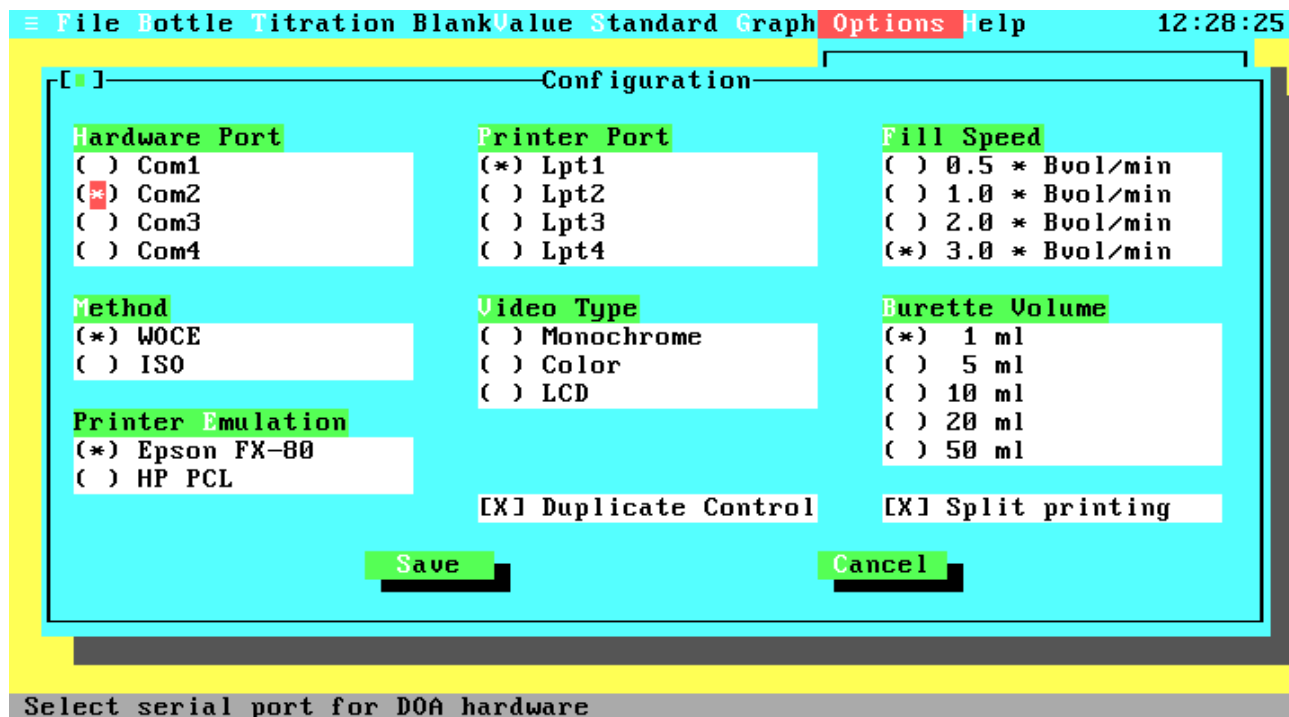 ≡ File Bottle Titration BlankValue Standard Graph Options Help 12:28:25
[■] Configuration
Hardware Port
( ) Com1
(*) Com2
( ) Com3
( ) Com4
Printer Port
(*) Lpt1
( ) Lpt2
( ) Lpt3
( ) Lpt4
Fill Speed
( ) 0.5 * Bvol/min
( ) 1.0 * Bvol/min
( ) 2.0 * Bvol/min
(*) 3.0 * Bvol/min
Method
(*) WOCE
( ) ISO
Video Type
( ) Monochrome
( ) Color
( ) LCD
Burette Volume
(*) 1 ml
( ) 5 ml
( ) 10 ml
( ) 20 ml
( ) 50 ml
Printer Emulation
(*) Epson FX-80
( ) HP PCL
[X] Duplicate Control
[X] Split printing
Save
Cancel
Select serial port for DOA hardware